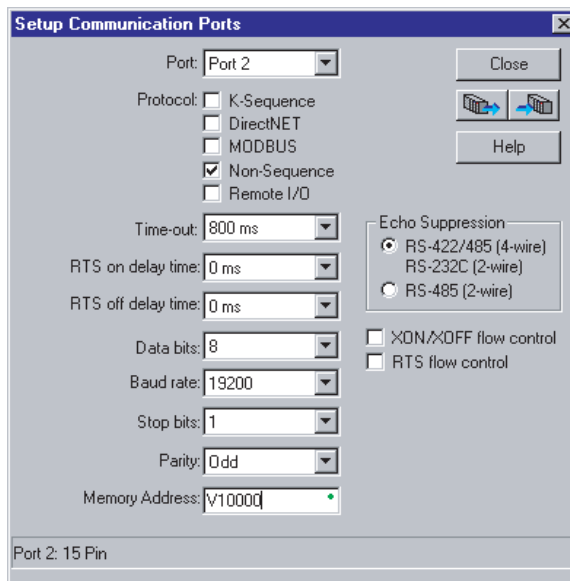 Setup Communication Ports
Port: Port 2
Close
Protocol: K-Sequence
DirectNET
MODBUS
Help
Non-Sequence
Remote I/O
Time-out: 800 ms
Echo Suppression
RS-422/485 (4-wire)
RS-232C (2-wire)
RTS on delay time: 0 ms
RS-485 (2-wire)
RTS off delay time: 0 ms
XON/XOFF flow control
Data bits: 8
RTS flow control
Baud rate: 19200
Stop bits: 1
Parity: Odd
Memory Address: V10000
Port 2: 15 Pin